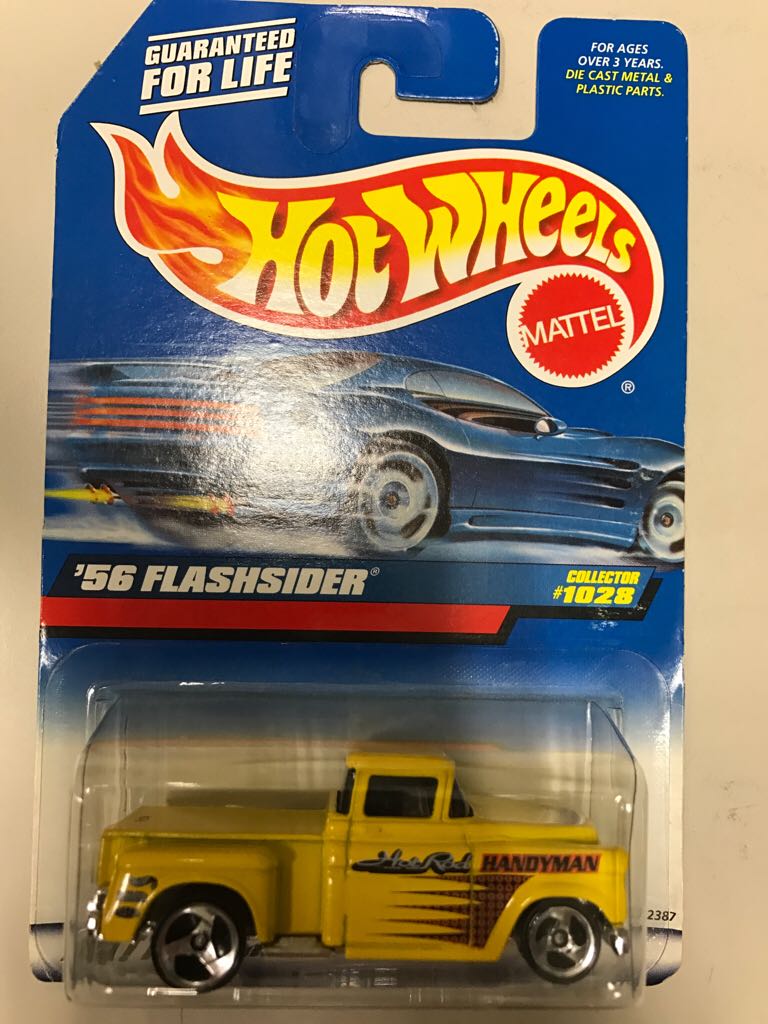 GUARANTEED
FOR LIFE
FOR AGES
OVER 3 YEARS.
DIE CAST METAL &
PLASTIC PARTS.
HOT WHEELS
MATTEL
®
'56 FLASHSIDER®
COLLECTOR
#1028
Hot Rod HANDYMAN
2387